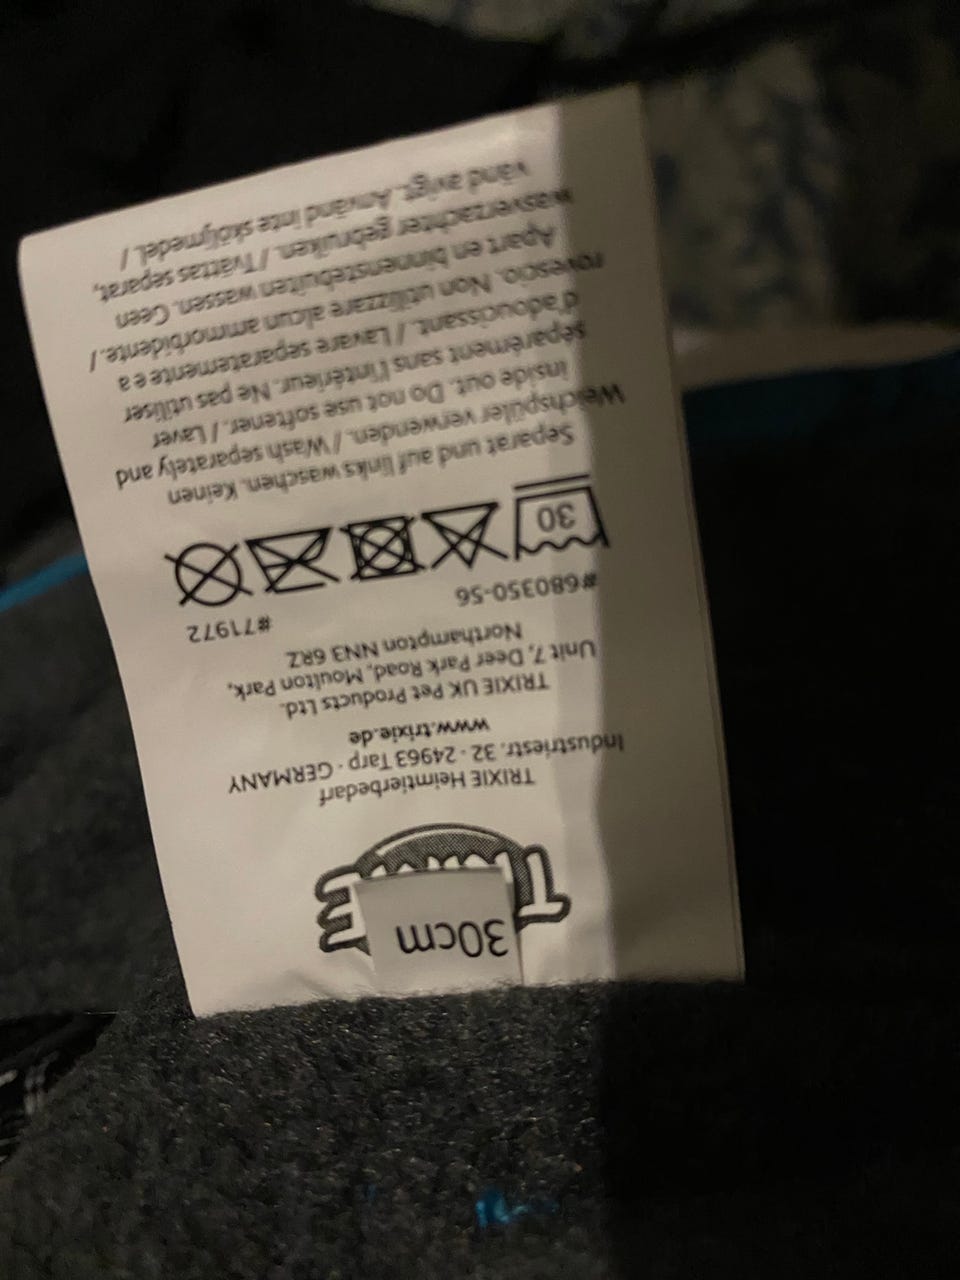 30cm
TRIXIE
TRIXIE Heimtierbedarf
Industriestr. 32 · 24963 Tarp · GERMANY
www.trixie.de
TRIXIE UK Pet Products Ltd.
Unit 7, Deer Park Road, Moulton Park,
Northampton NN3 6RZ
#680350-56
#71972
30
Separat und auf links waschen. Keinen
Weichspüler verwenden. / Wash separately and
inside out. Do not use softener. / Laver
séparément sans l'intérieur. Ne pas utiliser
d'adoucissant. / Lavare separatamente e a
rovescio. Non utilizzare alcun ammorbidente. /
Apart en binnenstebuiten wassen. Geen
wasverzachter gebruiken. / Tvättas separat,
vänd avigt. Använd inte sköljmedel. /